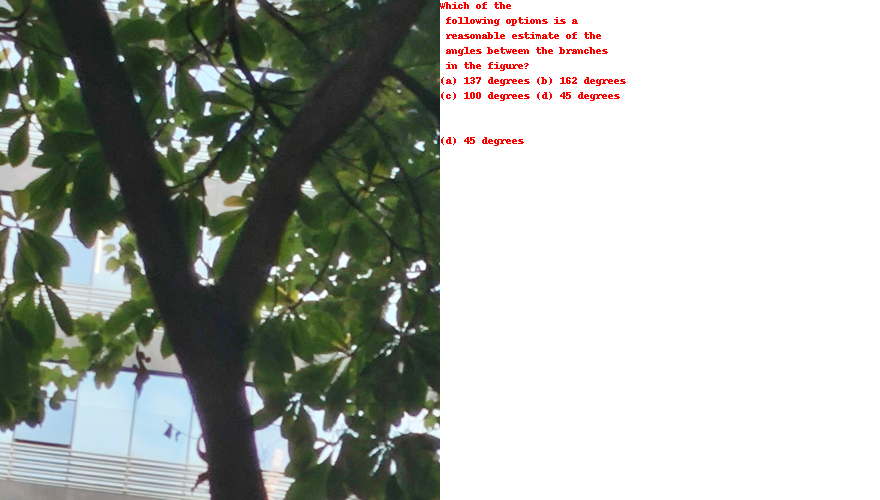 Which of the
following options is a
reasonable estimate of the
angles between the branches
in the figure?
(a) 137 degrees (b) 162 degrees
(c) 100 degrees (d) 45 degrees
(d) 45 degrees